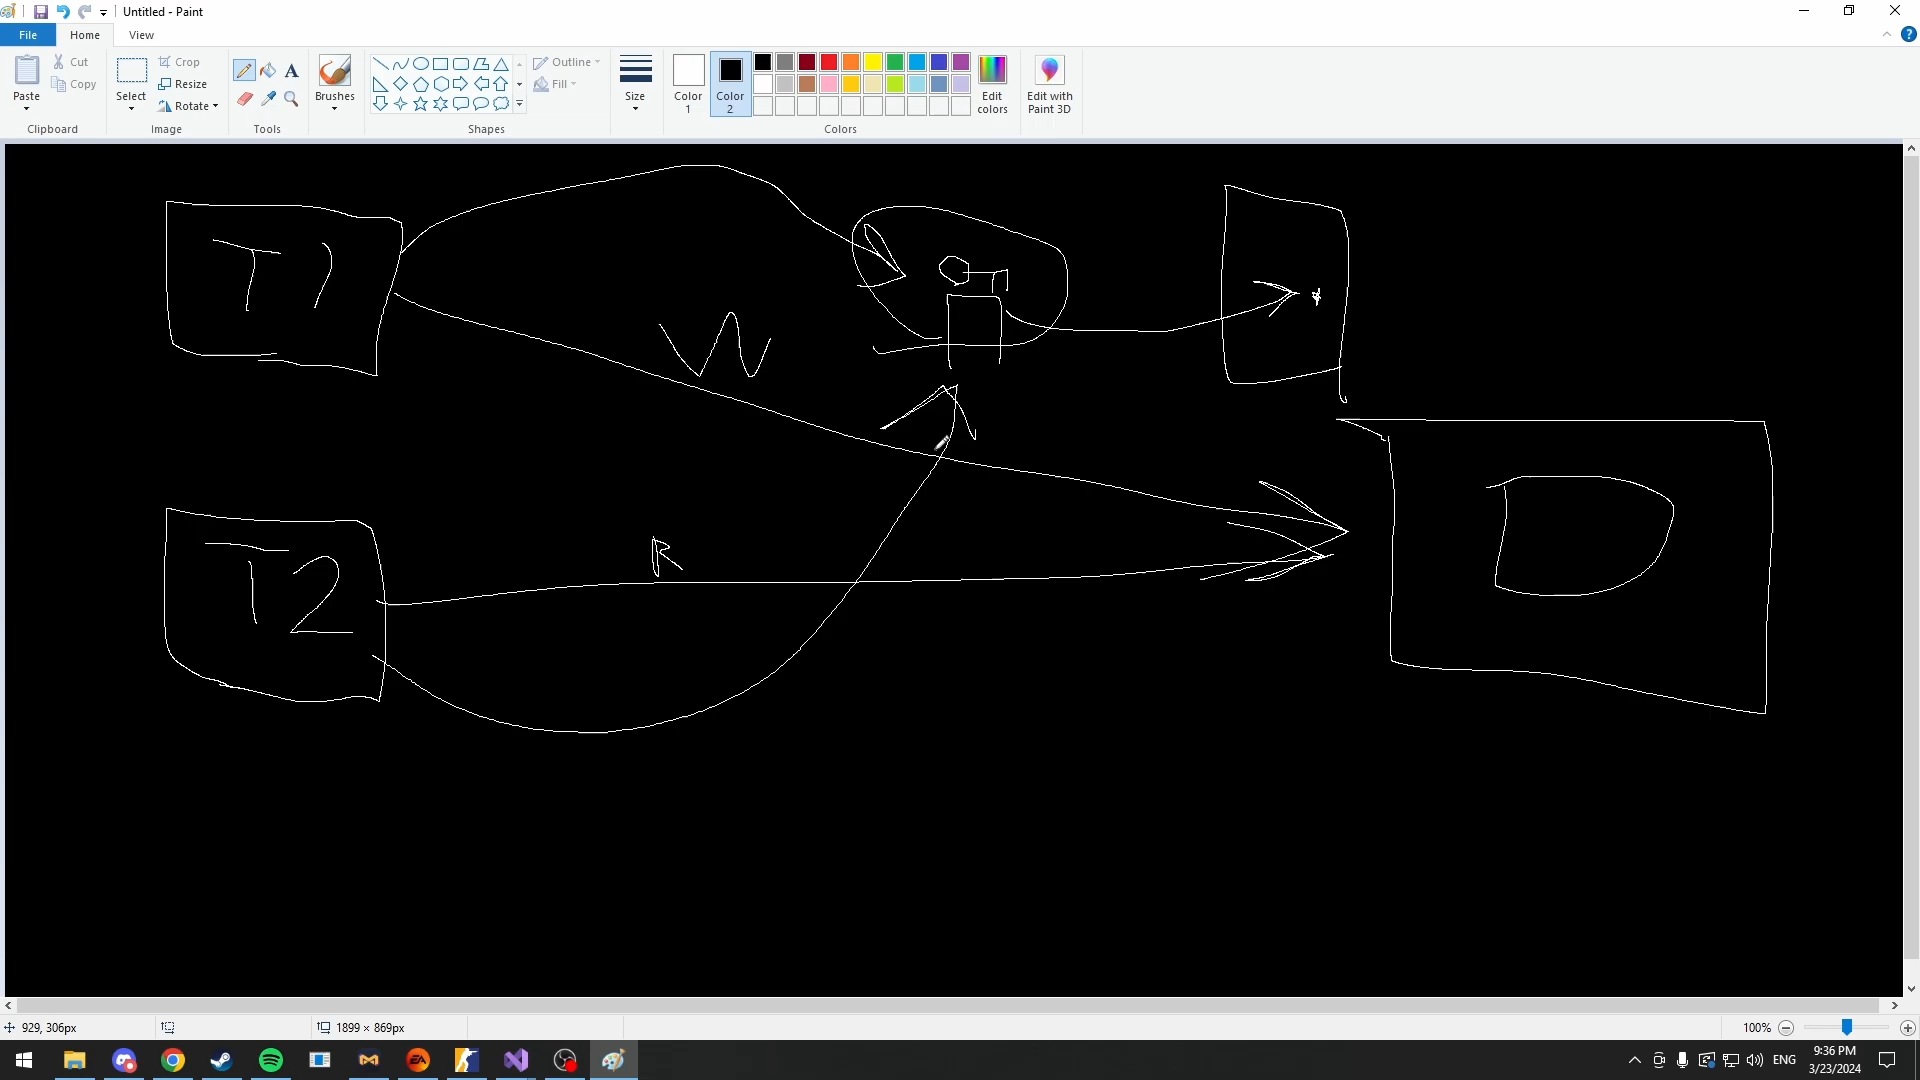 Untitled - Paint
File Home View
Paste Cut Copy Clipboard
Select Crop Resize Rotate Image
Tools
Brushes
Outline Fill Shapes
Size
Color 1 Color 2 Edit colors Colors
Edit with Paint 3D
T1
W
T2
R
D
929, 306px 1899 × 869px 100%
ENG 9:36 PM 3/23/2024